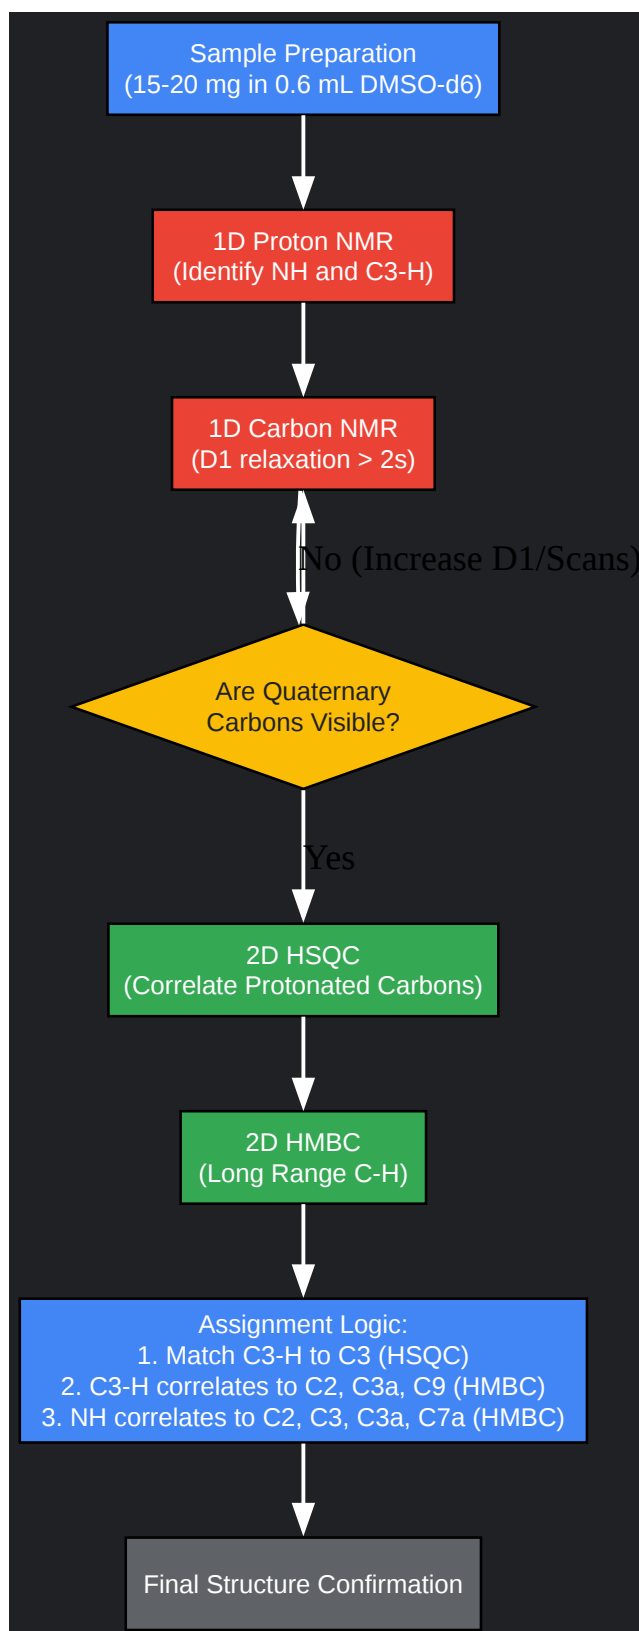 Sample Preparation
(15-20 mg in 0.6 mL DMSO-d6)
1D Proton NMR
(Identify NH and C3-H)
1D Carbon NMR
(D1 relaxation > 2s)
No (Increase D1/Scans)
Are Quaternary
Carbons Visible?
Yes
2D HSQC
(Correlate Protonated Carbons)
2D HMBC
(Long Range C-H)
Assignment Logic:
1. Match C3-H to C3 (HSQC)
2. C3-H correlates to C2, C3a, C9 (HMBC)
3. NH correlates to C2, C3, C3a, C7a (HMBC)
Final Structure Confirmation